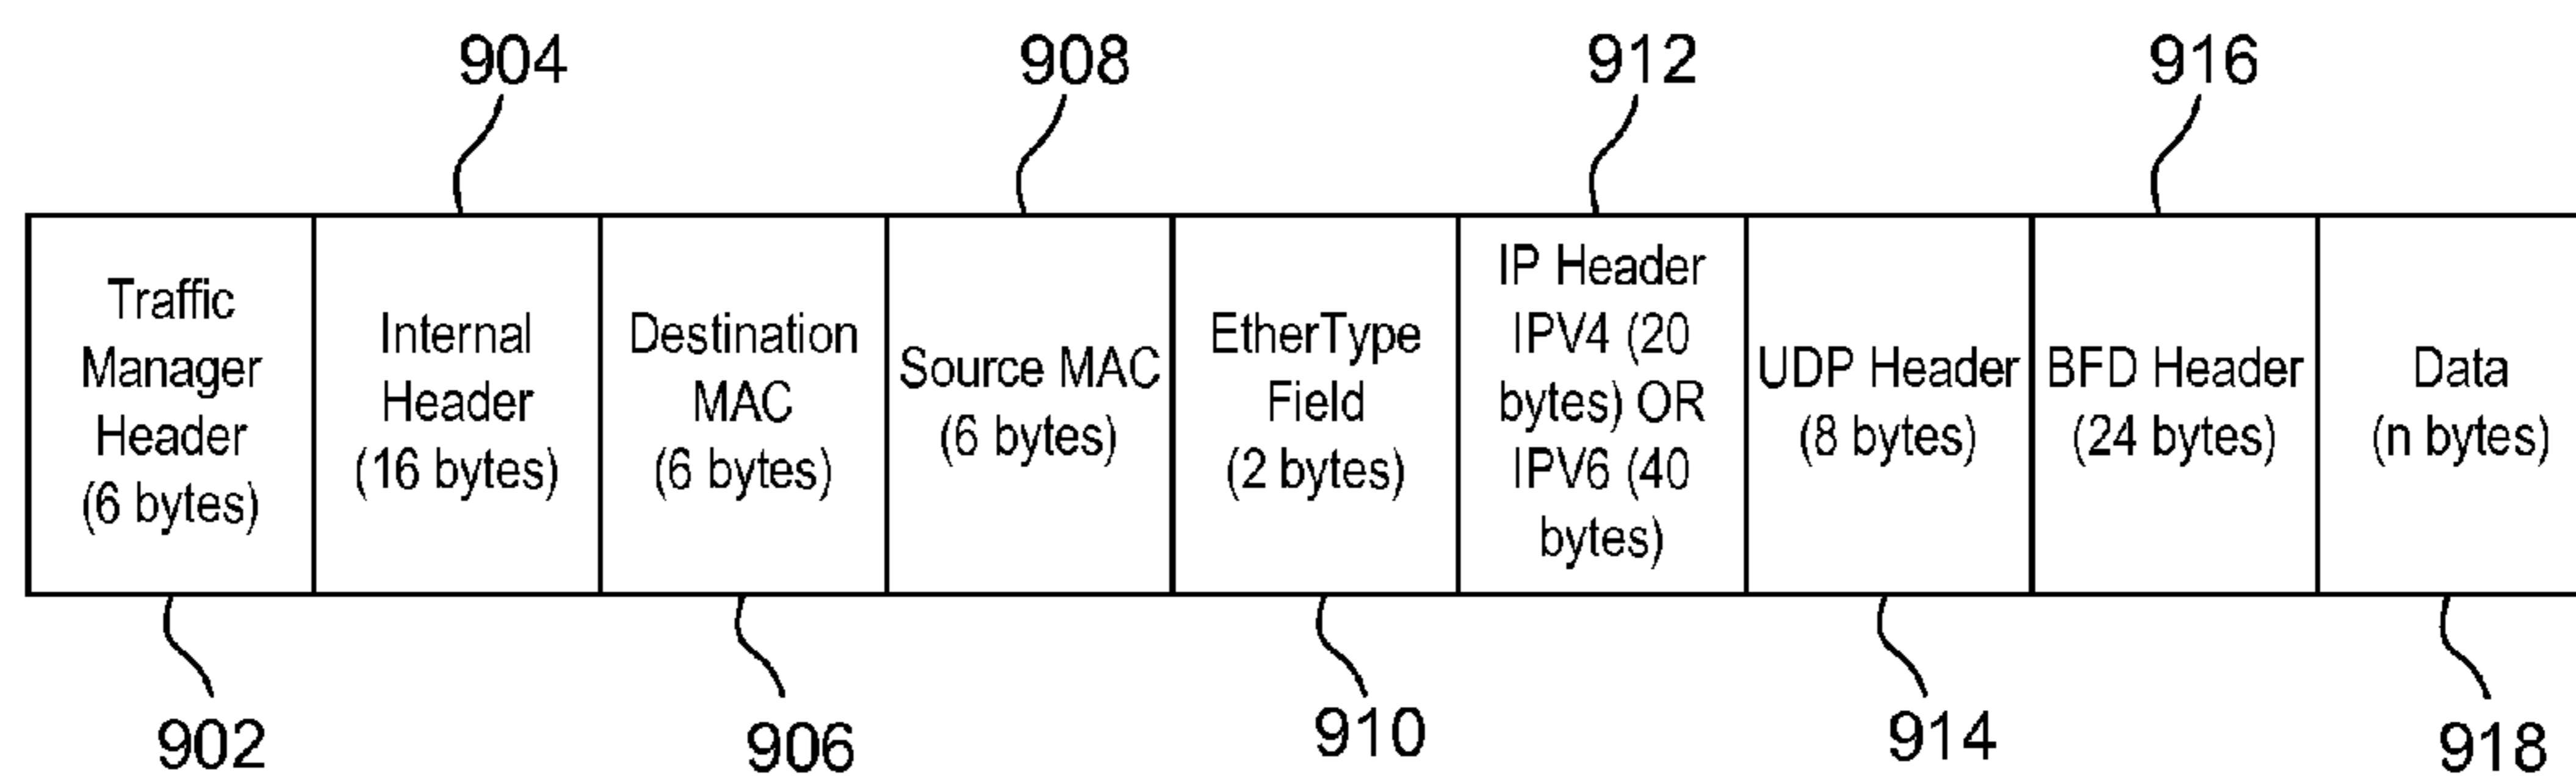 904
908
912
916
Traffic
Manager
Header
(6 bytes)
Internal
Header
(16 bytes)
Destination
MAC
(6 bytes)
Source MAC
(6 bytes)
EtherType
Field
(2 bytes)
IP Header
IPV4 (20
bytes) OR
IPV6 (40
bytes)
UDP Header
(8 bytes)
BFD Header
(24 bytes)
Data
(n bytes)
902
906
910
914
918